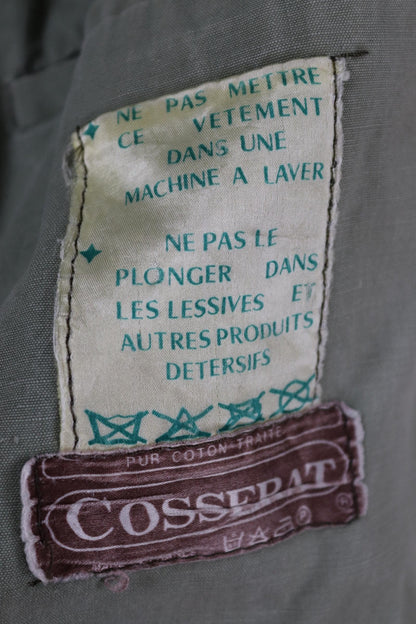 NE PAS METTRE
CE VETEMENT
DANS UNE
MACHINE A LAVER
NE PAS LE
PLONGER DANS
LES LESSIVES ET
AUTRES PRODUITS
DETERSIFS
PUR COTON TRAITE
COSSERAT